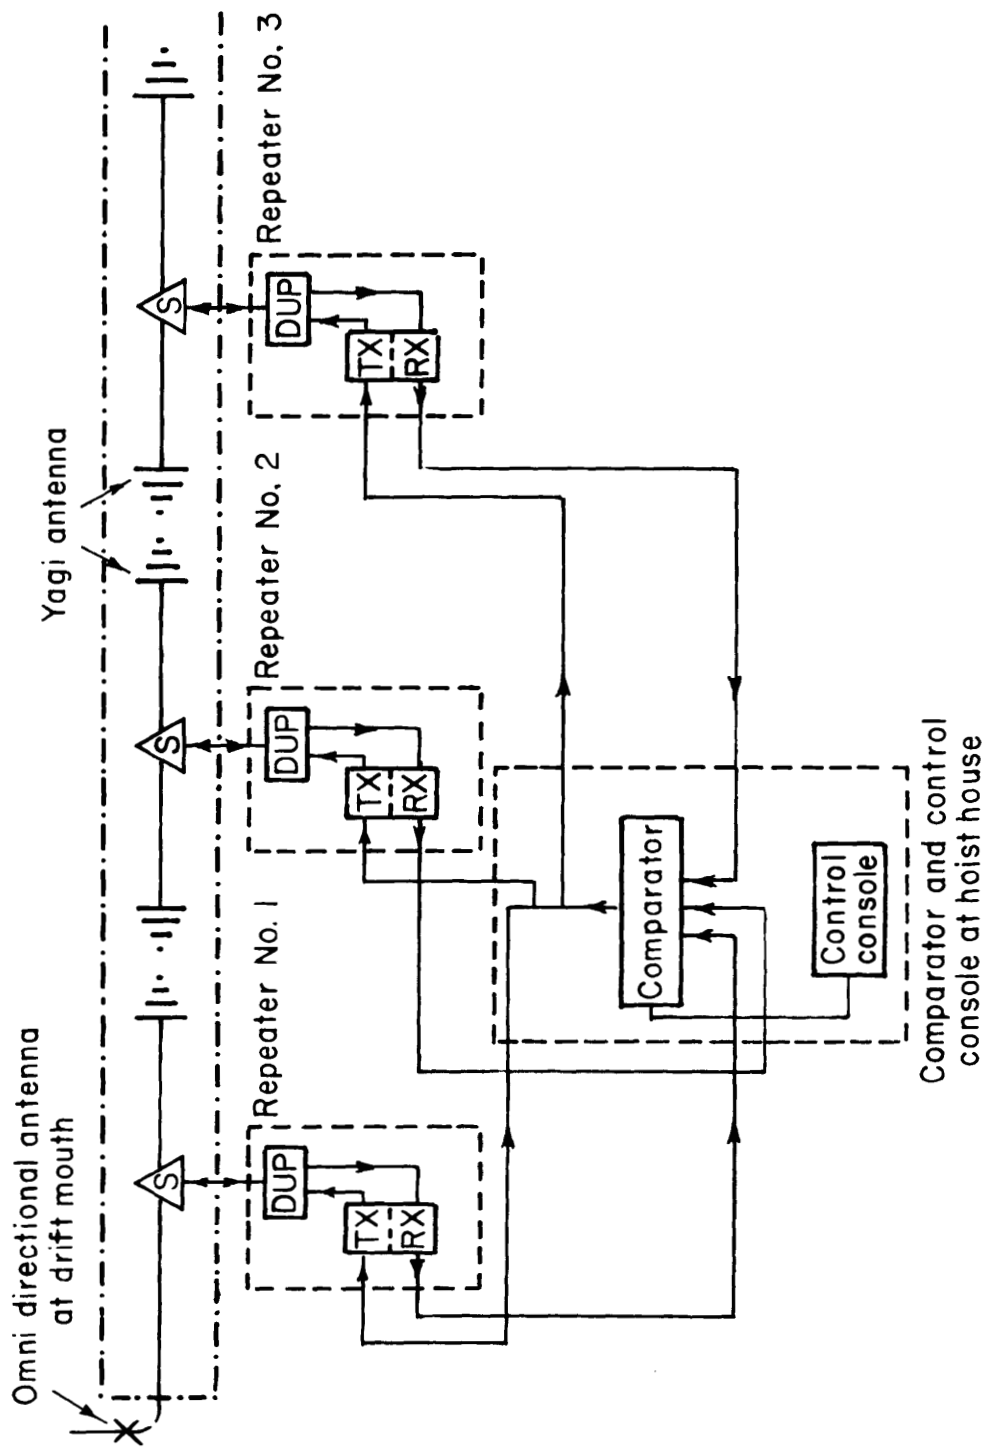 Omni directional antenna
at drift mouth
Yagi antenna
S
S
S
Repeater No. 1
Repeater No. 2
Repeater No. 3
DUP
DUP
DUP
TX
RX
TX
RX
TX
RX
Comparator
Control
console
Comparator and control
console at hoist house